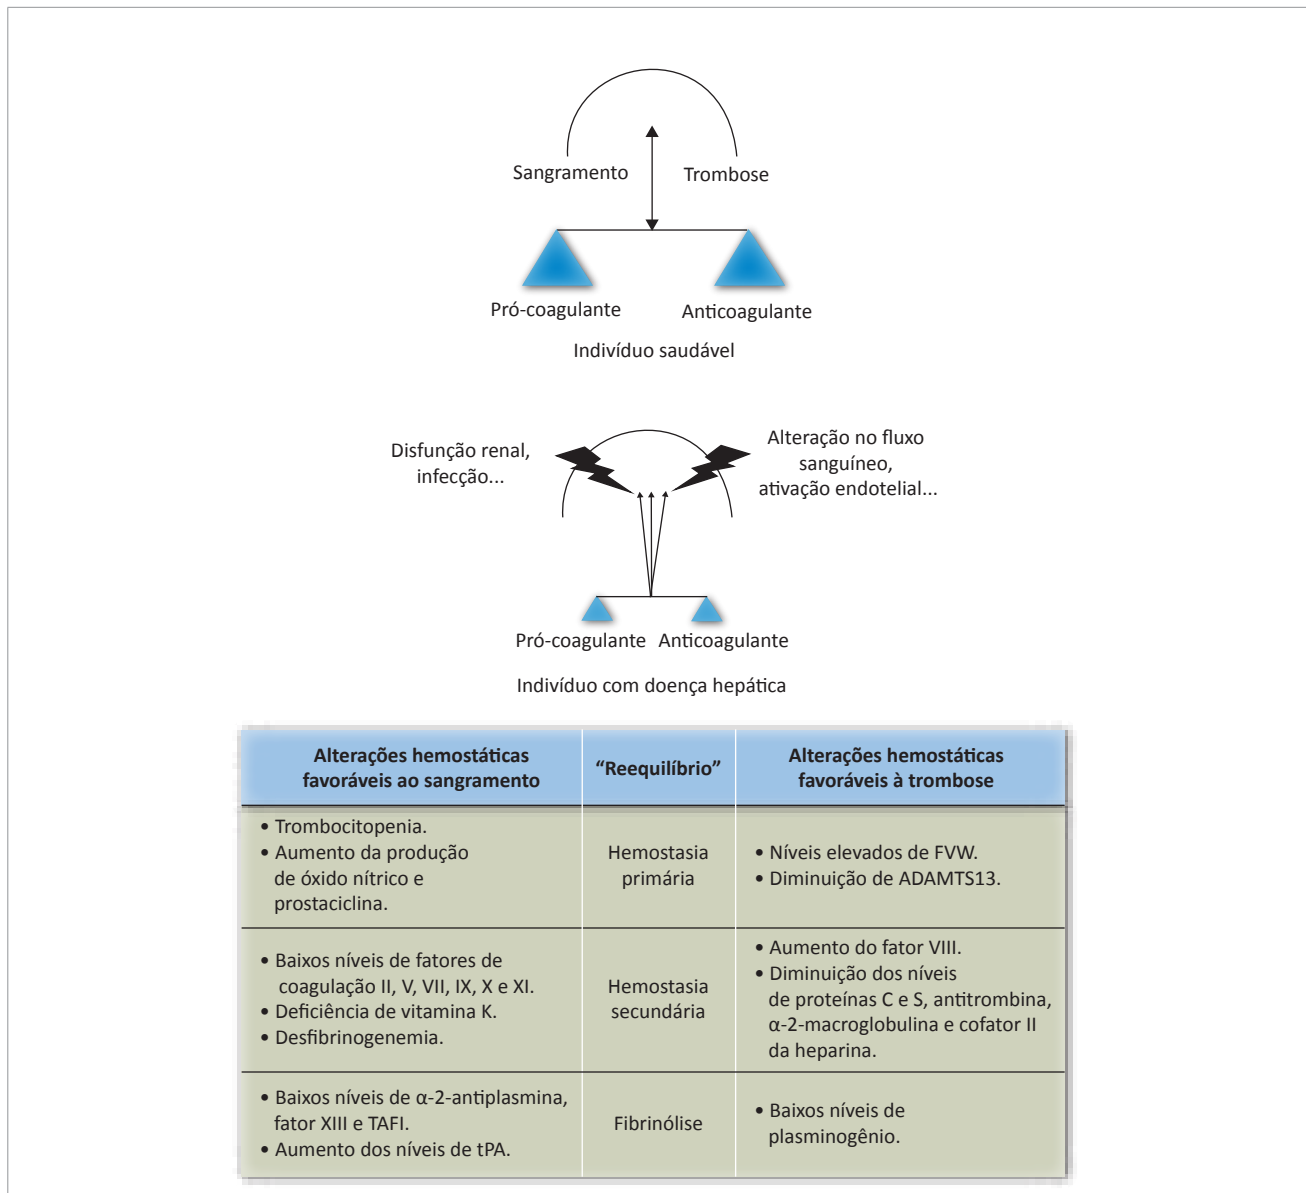 Sangramento
Trombose
Pró-coagulante
Anticoagulante
Indivíduo saudável
Disfunção renal,
infecção...
Alteração no fluxo
sanguíneo,
ativação endotelial...
Pró-coagulante
Anticoagulante
Indivíduo com doença hepática
Alterações hemostáticas
favoráveis ao sangramento
“Reequilíbrio”
Alterações hemostáticas
favoráveis à trombose
• Trombocitopenia.
• Aumento da produção
de óxido nítrico e
prostaciclina.
Hemostasia
primária
• Níveis elevados de FVW.
• Diminuição de ADAMTS13.
• Baixos níveis de fatores de
coagulação II, V, VII, IX, X e XI.
• Deficiência de vitamina K.
• Desfibrinogenemia.
Hemostasia
secundária
• Aumento do fator VIII.
• Diminuição dos níveis
de proteínas C e S, antitrombina,
α-2-macroglobulina e cofator II
da heparina.
• Baixos níveis de α-2-antiplasmina,
fator XIII e TAFI.
• Aumento dos níveis de tPA.
Fibrinólise
• Baixos níveis de
plasminogênio.